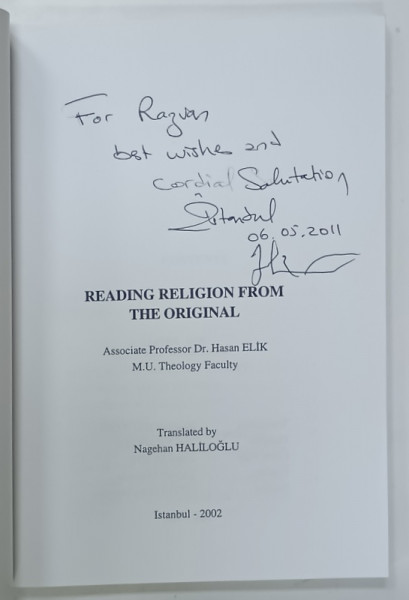 For Razvan
best wishes and
Cordial Salutation
İstanbul
06.05.2011
READING RELIGION FROM
THE ORIGINAL
Associate Professor Dr. Hasan ELİK
M.U. Theology Faculty
Translated by
Nagehan HALİLOĞLU
Istanbul - 2002